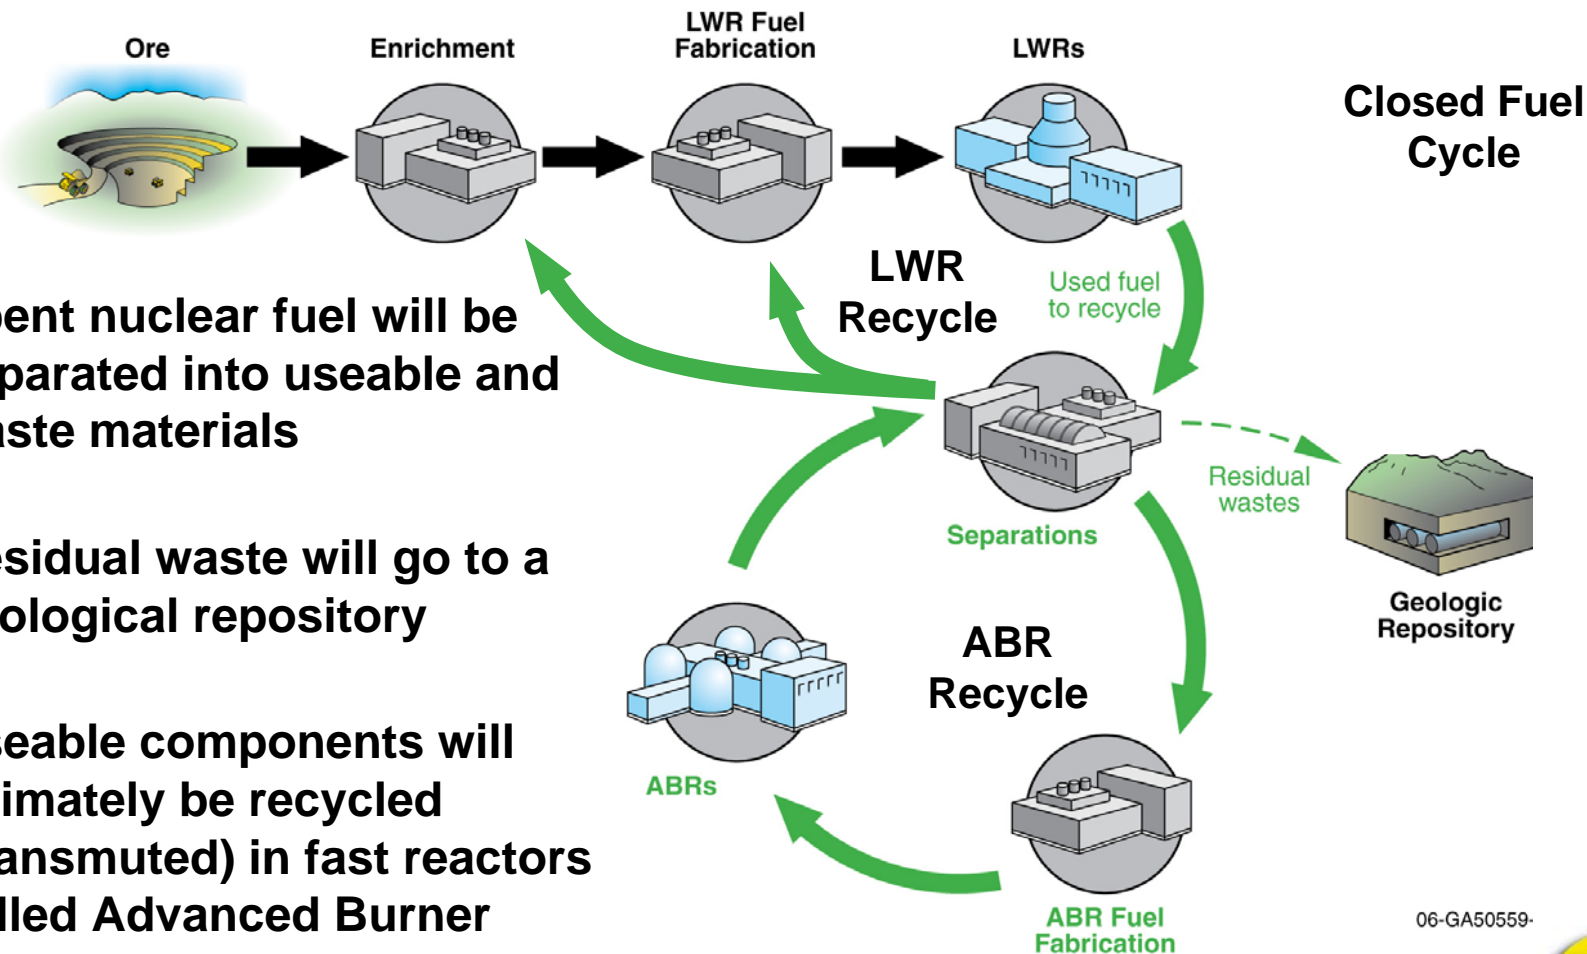 Ore
Enrichment
LWR Fuel
Fabrication
LWRs
Closed Fuel
Cycle
LWR
Recycle
Used fuel
to recycle
pent nuclear fuel will be
parated into useable and
aste materials
Separations
Residual
wastes
Geologic
Repository
esidual waste will go to a
ological repository
ABR
Recycle
ABRs
seable components will
imately be recycled
ansmuted) in fast reactors
lled Advanced Burner
ABR Fuel
Fabrication
06-GA50559-